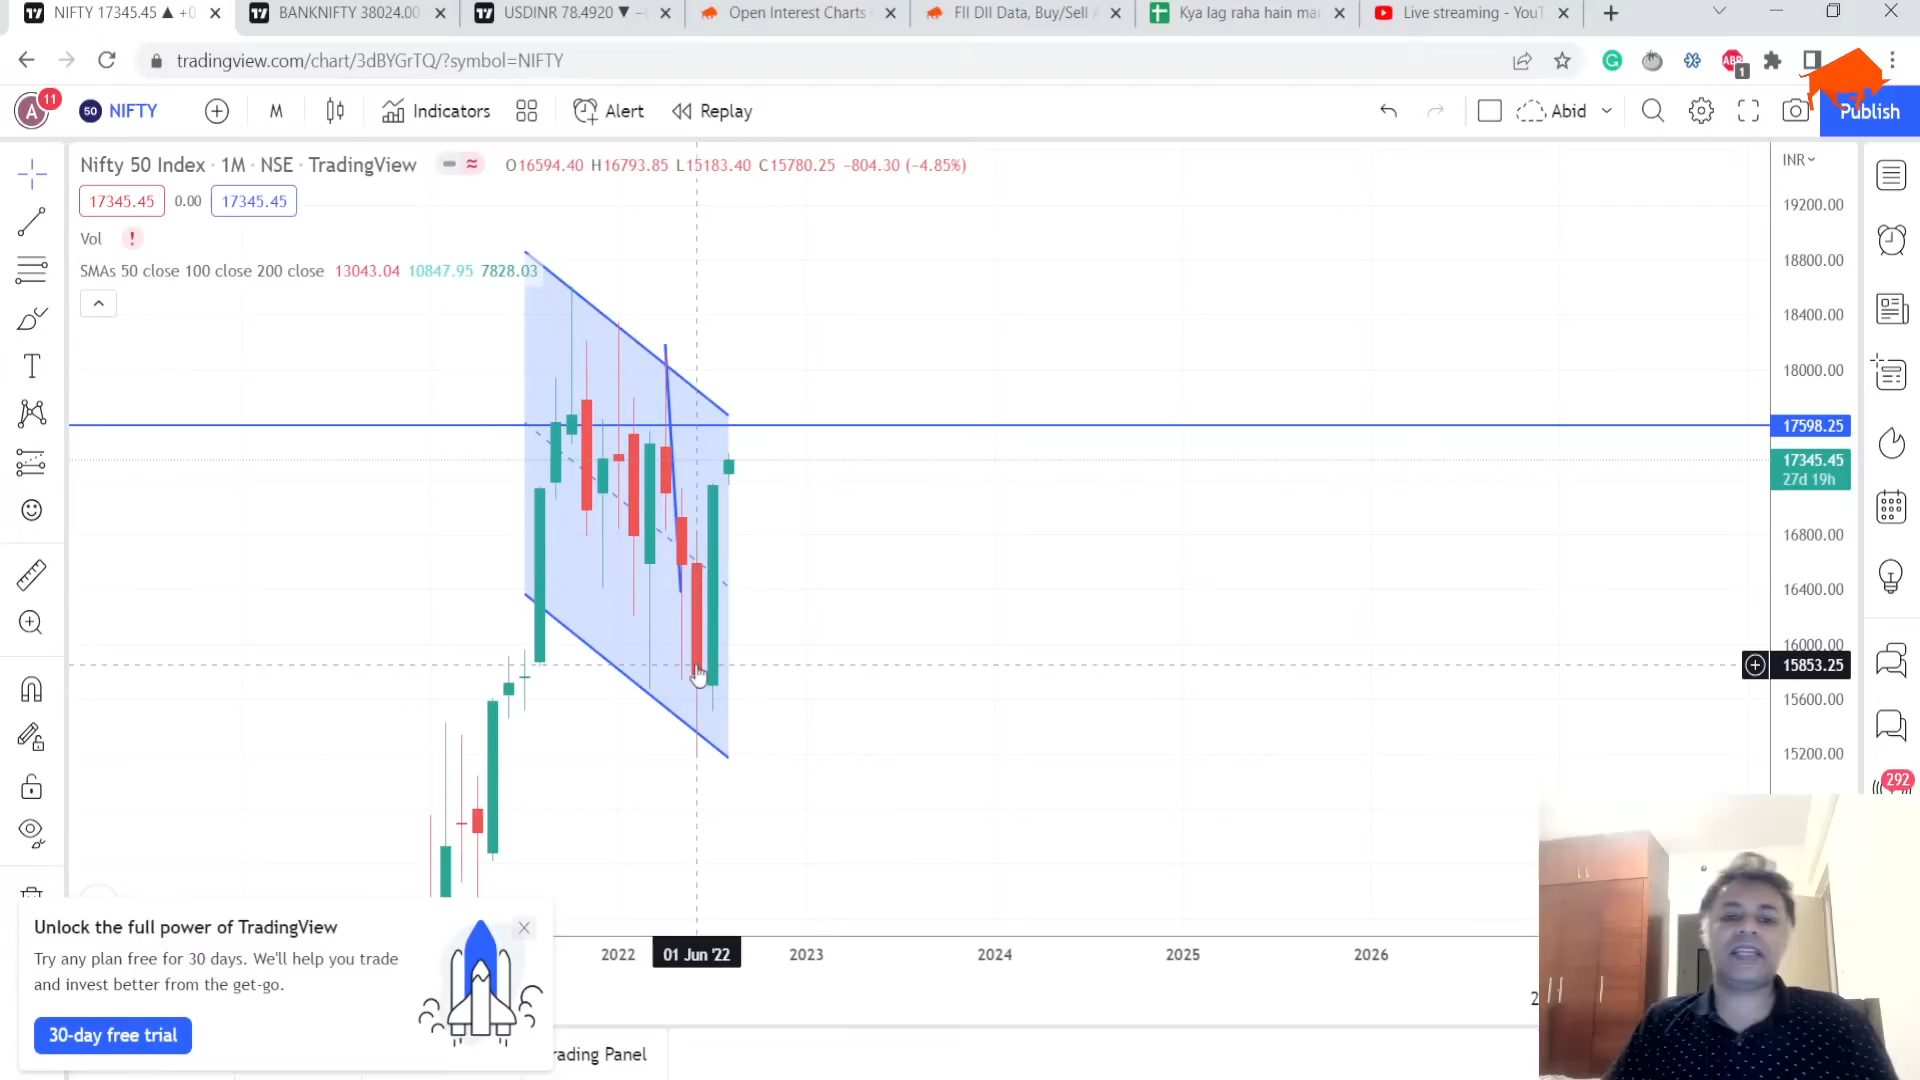 NIFTY 17345.45 ▲ +0
BANKNIFTY 38024.00
USDINR 78.4920 ▼ −
Open Interest Charts
FII DII Data, Buy/Sell
Kya lag raha hain
Live streaming - You
tradingview.com/chart/3dBYGrTQ/?symbol=NIFTY
ABP
1
A
11
50
NIFTY
M
Indicators
Alert
Replay
Abid
Publish
Nifty 50 Index · 1M · NSE · TradingView
O16594.40 H16793.85 L15183.40 C15780.25 −804.30 (−4.85%)
INR
17345.45
0.00
17345.45
Vol
SMAs 50 close 100 close 200 close 13043.04 10847.95 7828.03
19200.00
18800.00
18400.00
18000.00
17598.25
17345.45
27d 19h
16800.00
16400.00
16000.00
15853.25
15600.00
15200.00
292
2022
01 Jun '22
2023
2024
2025
2026
Unlock the full power of TradingView
Try any plan free for 30 days. We'll help you trade
and invest better from the get-go.
30-day free trial
rading Panel